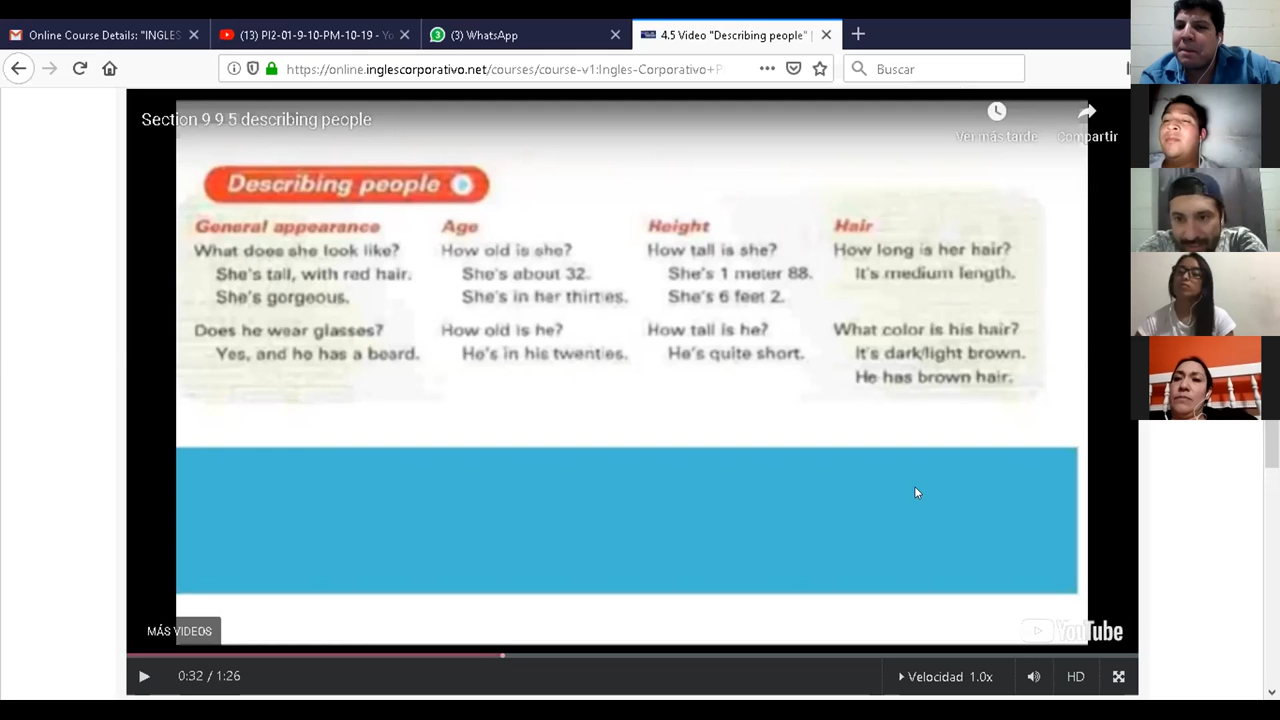 Online Course Details: "INGLES
(13) PI2-01-9-10-PM-10-19 - Yo
(3) WhatsApp
4.5 Video "Describing people" |
https://online.inglescorporativo.net/courses/course-v1:Ingles-Corporativo+P
Buscar
Section 9 9 5 describing people
Ver más tarde
Compartir
Describing people
General appearance
What does she look like?
She's tall, with red hair.
She's gorgeous.
Does he wear glasses?
Yes, and he has a beard.
Age
How old is she?
She's about 32.
She's in her thirties.
How old is he?
He's in his twenties.
Height
How tall is she?
She's 1 meter 88.
She's 6 feet 2.
How tall is he?
He's quite short.
Hair
How long is her hair?
It's medium length.
What color is his hair?
It's dark/light brown.
He has brown hair.
MÁS VIDEOS
YouTube
0:32 / 1:26
Velocidad 1.0x
HD